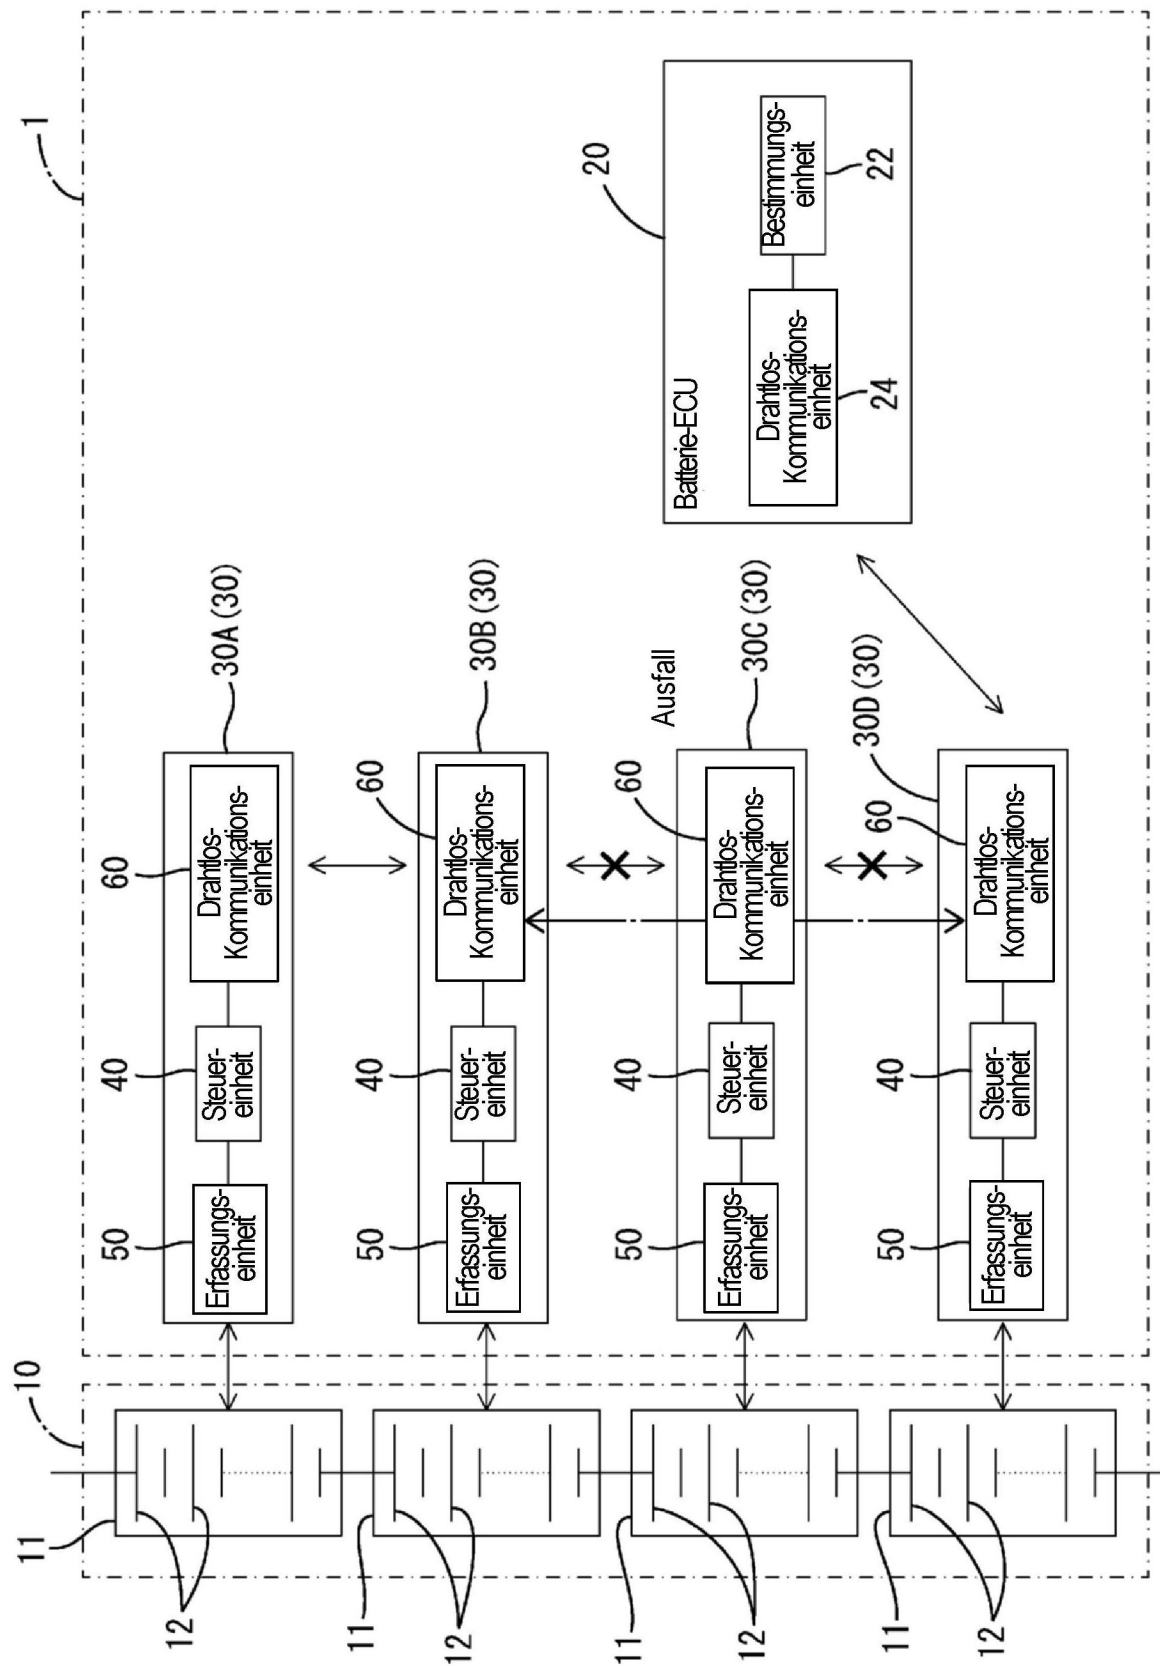 11
10
1
50
40
60
12
Erfassungs-
einheit
Steuer-
einheit
Drahtlos-
Kommunikations-
einheit
30A(30)
11
50
40
60
12
Erfassungs-
einheit
Steuer-
einheit
Drahtlos-
Kommunikations-
einheit
30B(30)
11
50
40
60
Ausfall
12
Erfassungs-
einheit
Steuer-
einheit
Drahtlos-
Kommunikations-
einheit
30C(30)
11
50
40
60
30D(30)
12
Erfassungs-
einheit
Steuer-
einheit
Drahtlos-
Kommunikations-
einheit
20
Batterie-ECU
Drahtlos-
Kommunikations-
einheit
Bestimmungs-
einheit
24
22